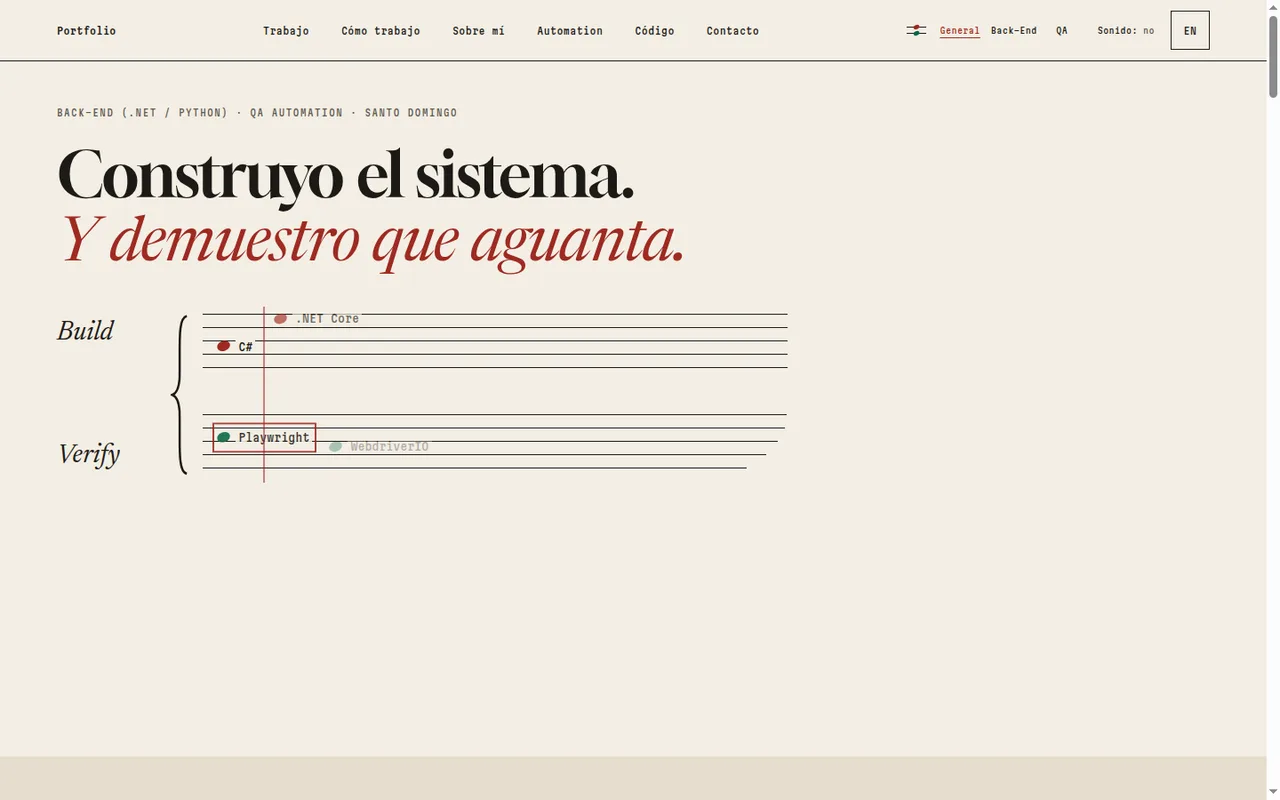 Portfolio
Trabajo
Cómo trabajo
Sobre mí
Automation
Código
Contacto
General
Back-End
QA
Sonido: no
EN
BACK-END (.NET / PYTHON) · QA AUTOMATION · SANTO DOMINGO
Construyo el sistema.
Y demuestro que aguanta.
Build
.NET Core
C#
Verify
Playwright
WebdriverIO